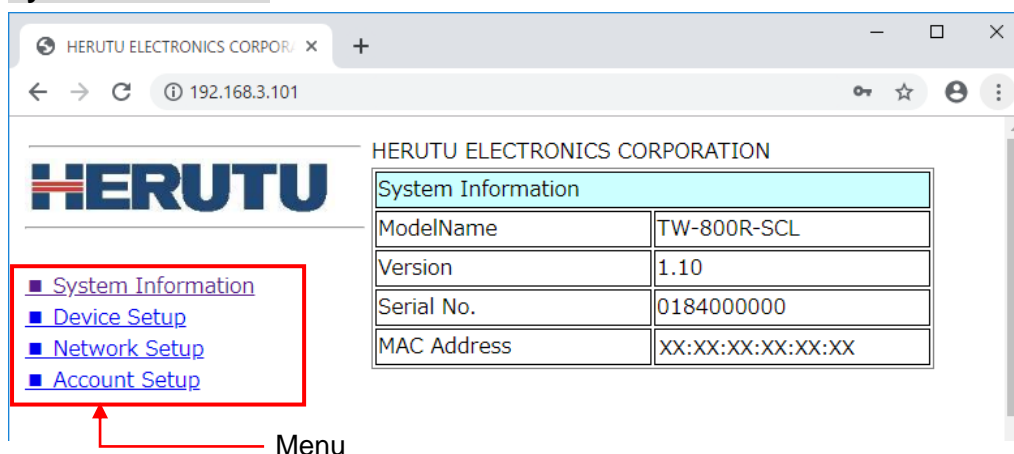 HERUTU ELECTRONICS CORPOR
192.168.3.101
HERUTU
HERUTU ELECTRONICS CORPORATION
System Information
ModelName TW-800R-SCL
Version 1.10
Serial No. 0184000000
MAC Address XX:XX:XX:XX:XX:XX
■ System Information
■ Device Setup
■ Network Setup
■ Account Setup
Menu